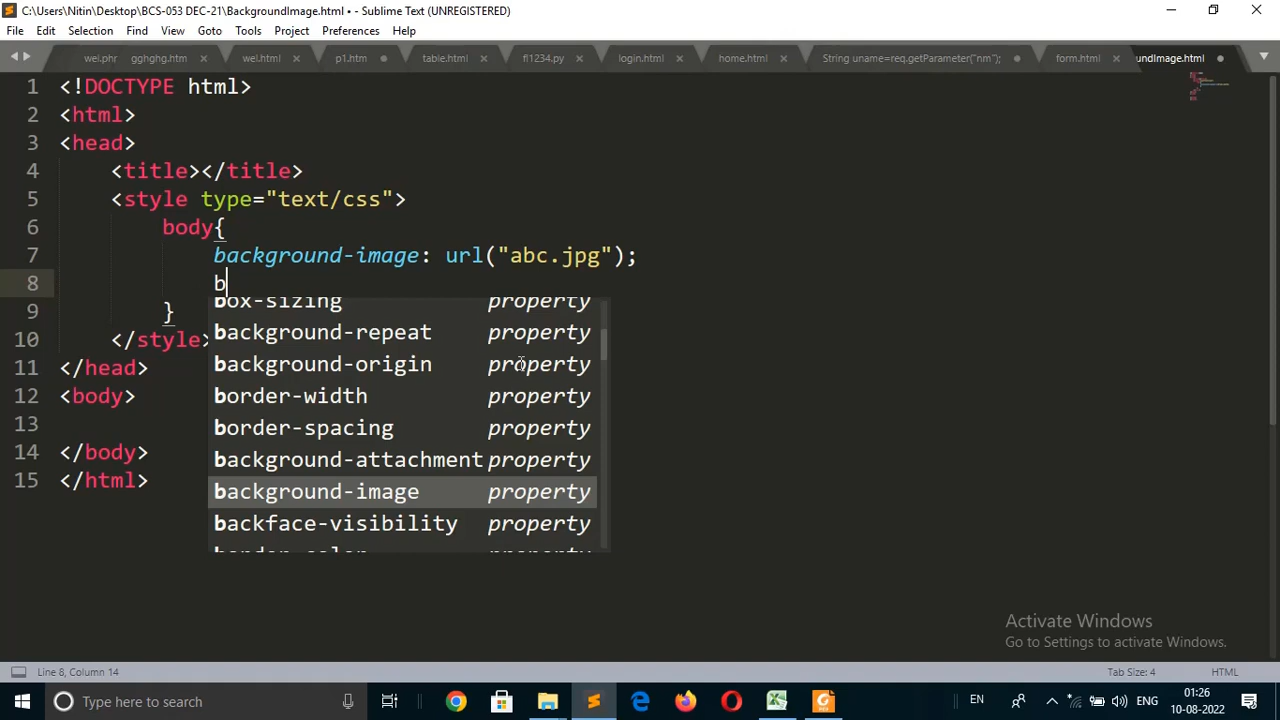 C:\Users\Nitin\Desktop\BCS-053 DEC-21\BackgroundImage.html • - Sublime Text (UNREGISTERED)
File Edit Selection Find View Goto Tools Project Preferences Help
wel.phr gghghg.htm wel.html p1.htm table.html fl1234.py login.html home.html String uname=req.getParameter("nm"); form.html undImage.html
1 <!DOCTYPE html>
2 <html>
3 <head>
4 <title></title>
5 <style type="text/css">
6 body{
7 background-image: url("abc.jpg");
8 b
box-sizing property
9 }
background-repeat property
10 </style>
background-origin property
11 </head>
12 <body>
border-width property
13
border-spacing property
14 </body>
background-attachment property
15 </html>
background-image property
backface-visibility property
border-color property
Activate Windows
Go to Settings to activate Windows.
Line 8, Column 14 Tab Size: 4 HTML
Type here to search
EN ENG 01:26
10-08-2022